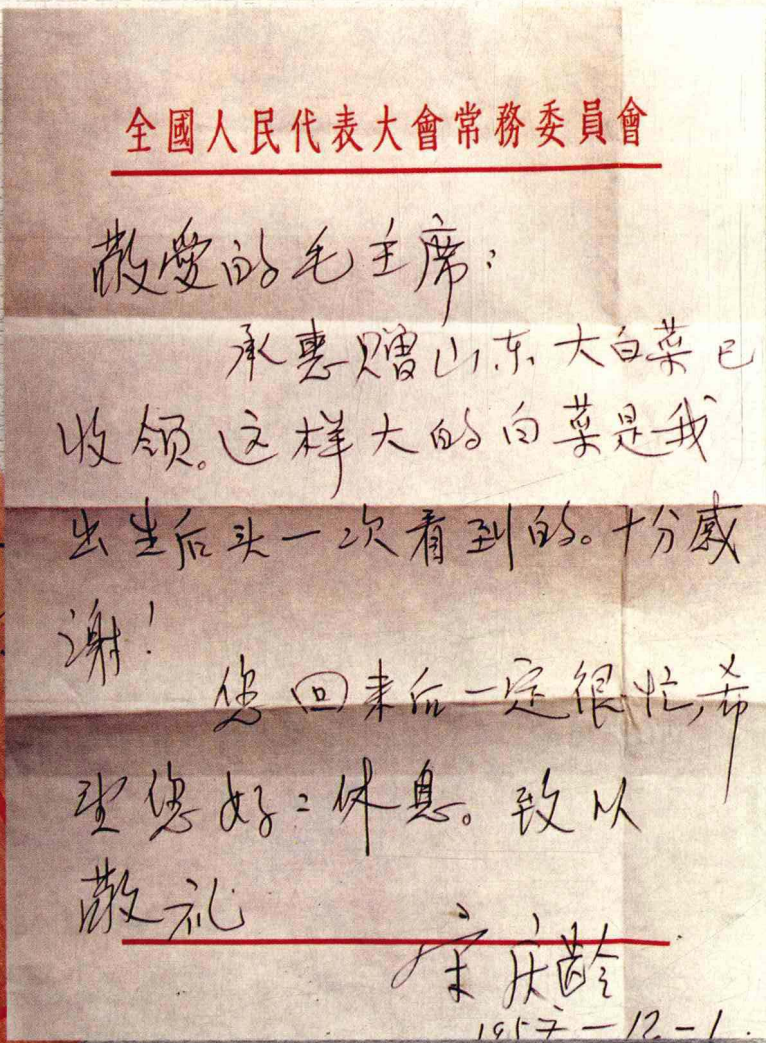 全國人民代表大會常務委員會
敬爱的毛主席:
承惠赠山东大白菜已
收领。这样大的白菜是我
出生后头一次看到的。十分感
谢!
您回来后一定很忙,希
望您好:休息。致以
敬礼
宋庆龄
1957-12-1.